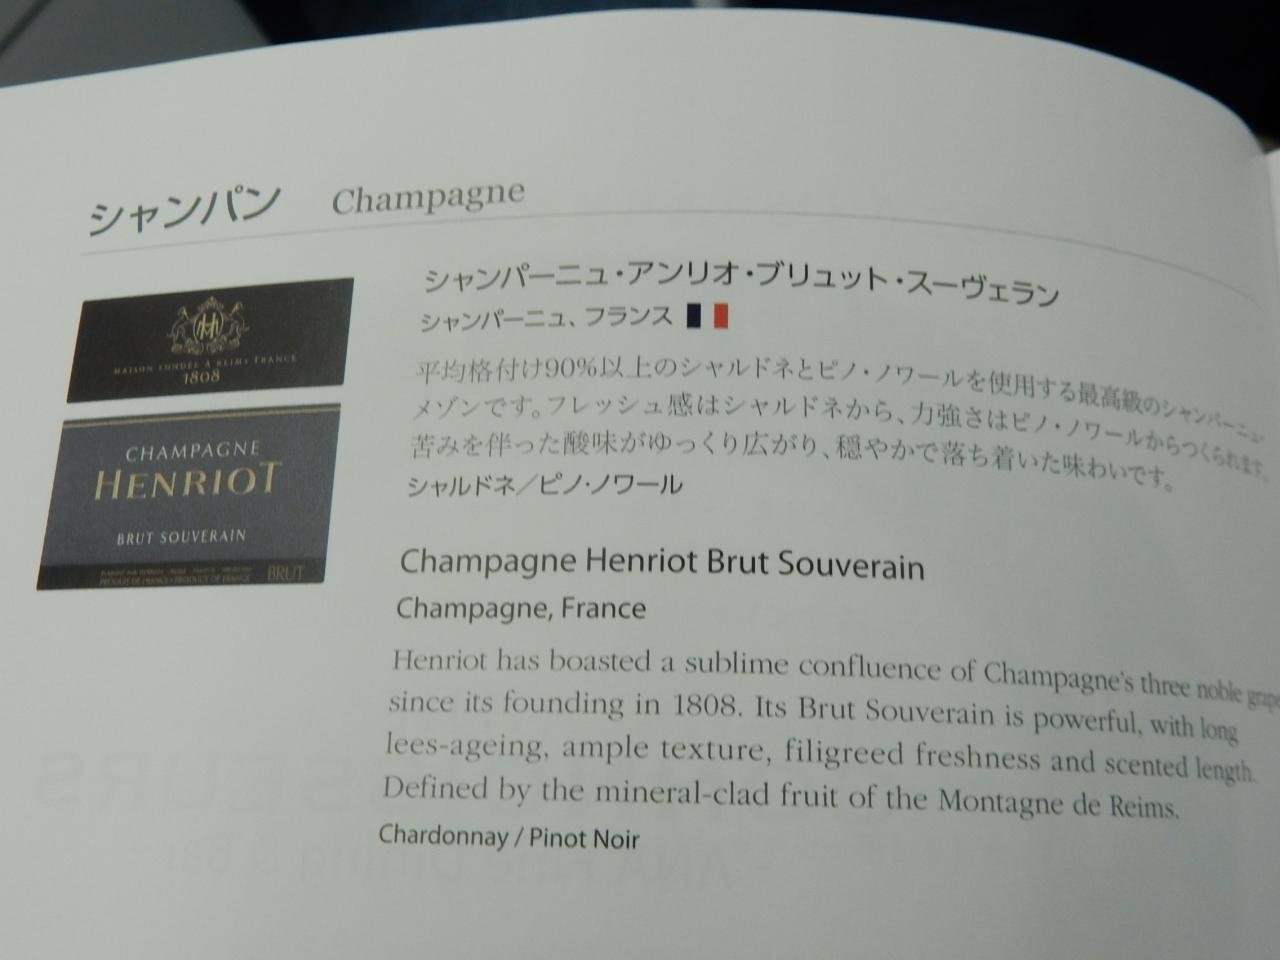 シャンパン Champagne
MAISON FONDÉE À REIMS FRANCE
1808
CHAMPAGNE
HENRIOT
BRUT SOUVERAIN
PRODUIT DE FRANCE • PRODUCT OF FRANCE BRUT
シャンパーニュ・アンリオ・ブリュット・スーヴェラン
シャンパーニュ、フランス
平均格付け90%以上のシャルドネとピノ・ノワールを使用する最高級のシャンパーニュ
メゾンです。フレッシュ感はシャルドネから、力強さはピノ・ノワールからつくられます。
苦みを伴った酸味がゆっくり広がり、穏やかで落ち着いた味わいです。
シャルドネ／ピノ・ノワール
Champagne Henriot Brut Souverain
Champagne, France
Henriot has boasted a sublime confluence of Champagne's three noble grape
since its founding in 1808. Its Brut Souverain is powerful, with long
lees-ageing, ample texture, filigreed freshness and scented length.
Defined by the mineral-clad fruit of the Montagne de Reims.
Chardonnay / Pinot Noir